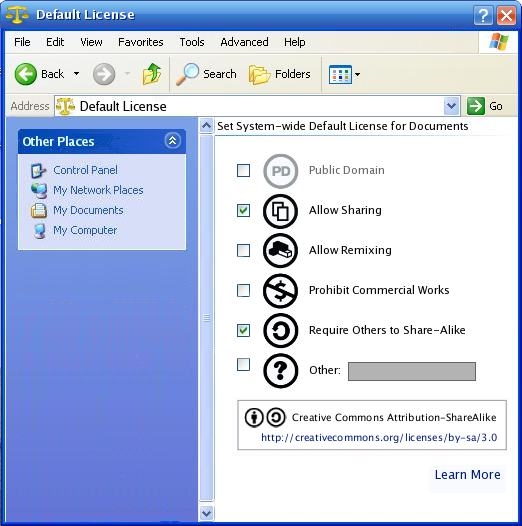 Default License
File Edit View Favorites Tools Advanced Help
Back Search Folders
Address Default License Go
Other Places
Control Panel
My Network Places
My Documents
My Computer
Set System-wide Default License for Documents
PD Public Domain
Allow Sharing
Allow Remixing
$ Prohibit Commercial Works
Require Others to Share-Alike
? Other:
Creative Commons Attribution-ShareAlike
http://creativecommons.org/licenses/by-sa/3.0
Learn More